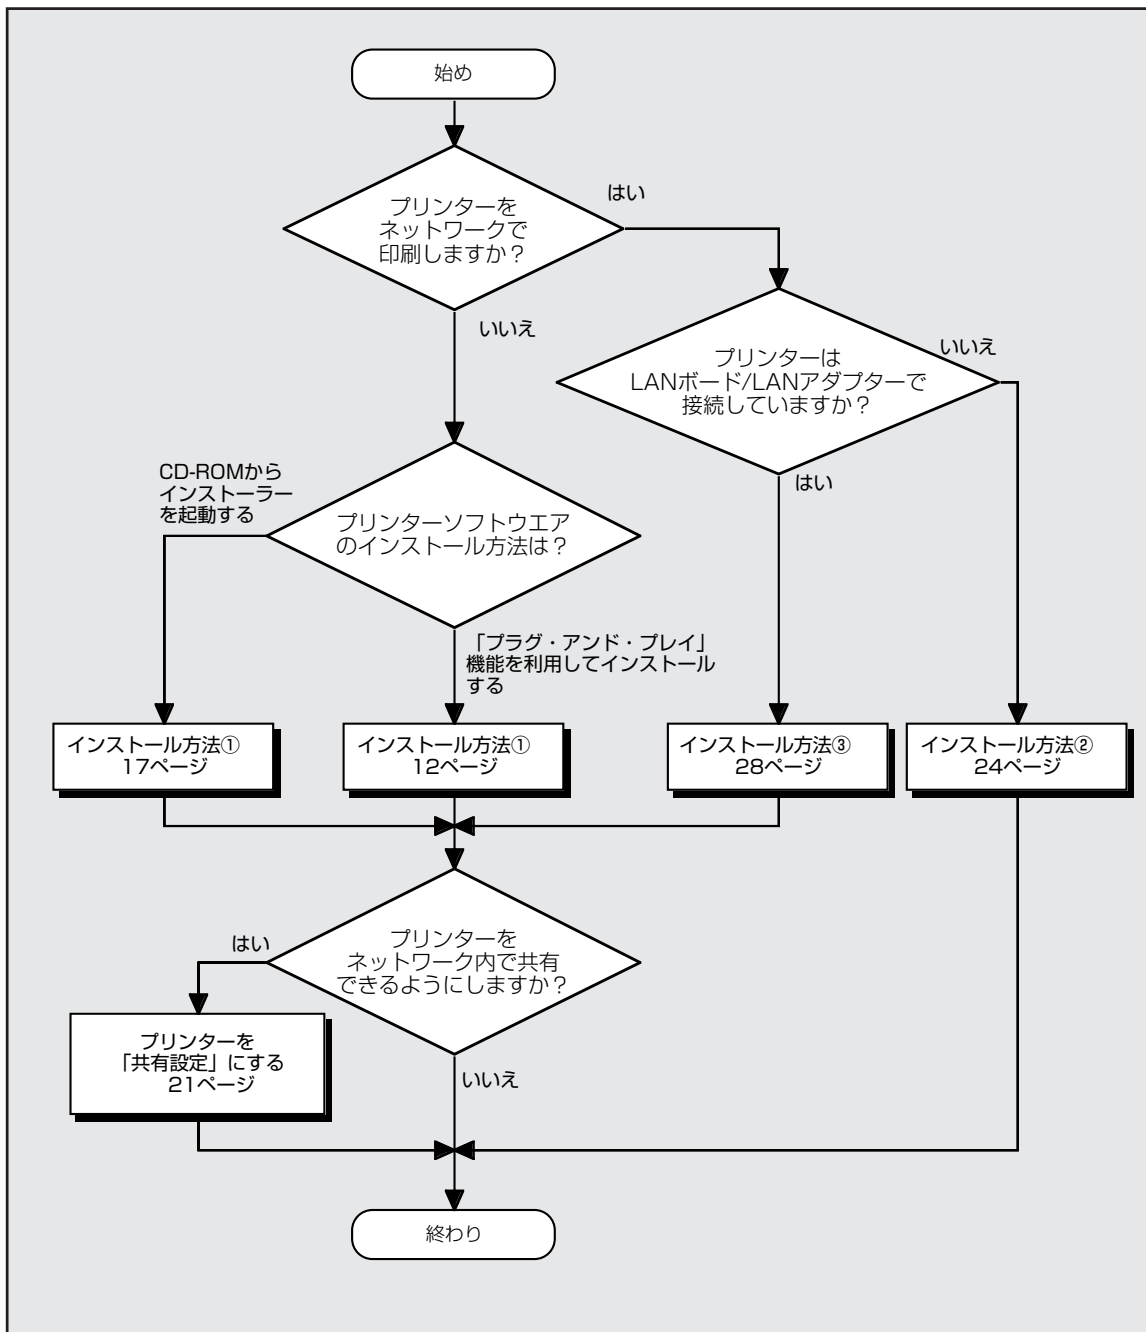 始め
プリンターを
ネットワークで
印刷しますか？
はい
いいえ
プリンターは
LANボード/LANアダプターで
接続していますか？
いいえ
はい
CD-ROMから
インストーラー
を起動する
プリンターソフトウエア
のインストール方法は？
「プラグ・アンド・プレイ」
機能を利用してインストール
する
インストール方法①
17ページ
インストール方法①
12ページ
インストール方法③
28ページ
インストール方法②
24ページ
はい
プリンターを
ネットワーク内で共有
できるようにしますか？
プリンターを
「共有設定」にする
21ページ
いいえ
終わり